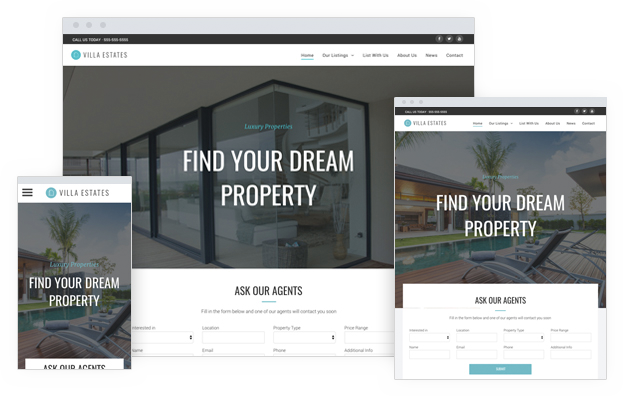 CALL US TODAY 555-555-5555
VILLA ESTATES
Home Our Listings List With Us About Us News Contact
Luxury Properties
FIND YOUR DREAM
PROPERTY
ASK OUR AGENTS
Fill in the form below and one of our agents will contact you soon
Interested in Location Property Type Price Range
Name Email Phone Additional Info
VILLA ESTATES
Luxury Properties
FIND YOUR DREAM
PROPERTY
ASK OUR AGENTS
CALL US TODAY 555-555-5555
VILLA ESTATES
Home Our Listings List With Us About Us News Contact
Luxury Properties
FIND YOUR DREAM
PROPERTY
ASK OUR AGENTS
Fill in the form below and one of our agents will contact you soon
Interested in Location Property Type Price Range
Name Email Phone Additional Info